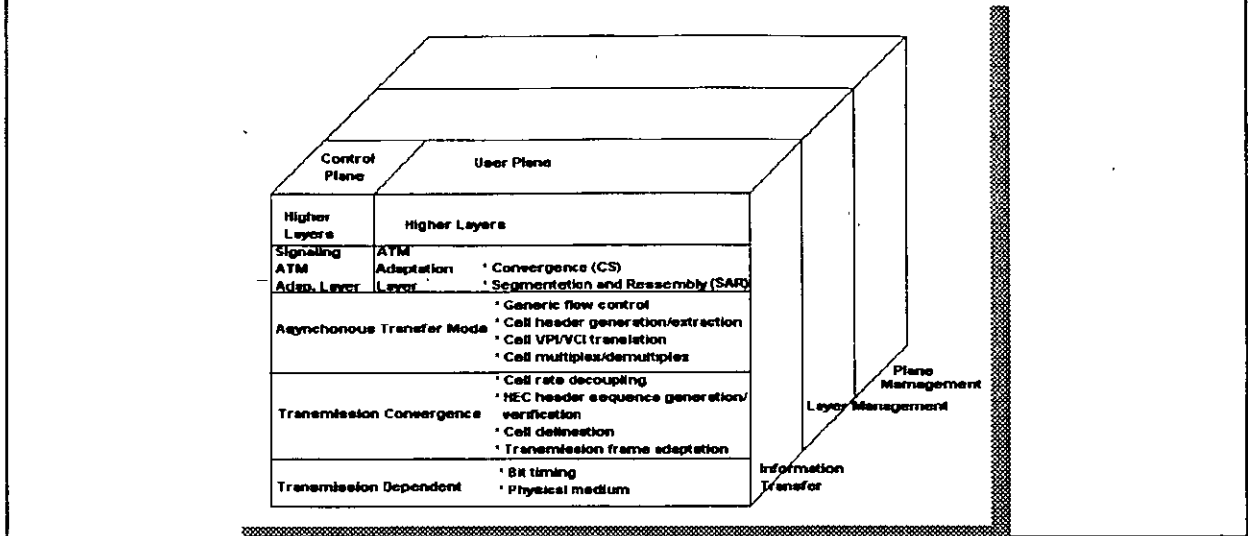 Control
Plane
User Plane
Higher
Layers
Higher Layers
Signaling
ATM
Adap. Layer
ATM
Adaptation
Layer
* Convergence (CS)
* Segmentation and Reassembly (SAR)
Asynchonous Transfer Mode
* Generic flow control
* Cell header generation/extraction
* Cell VPI/VCI translation
* Cell multiplex/demultiplex
Transmission Convergence
* Cell rate decoupling
* HEC header sequence generation/
verification
* Cell delineation
* Transmission frame adaptation
Transmission Dependent
* Bit timing
* Physical medium
Plane
Mamagement
Layer Management
Information
Transfer